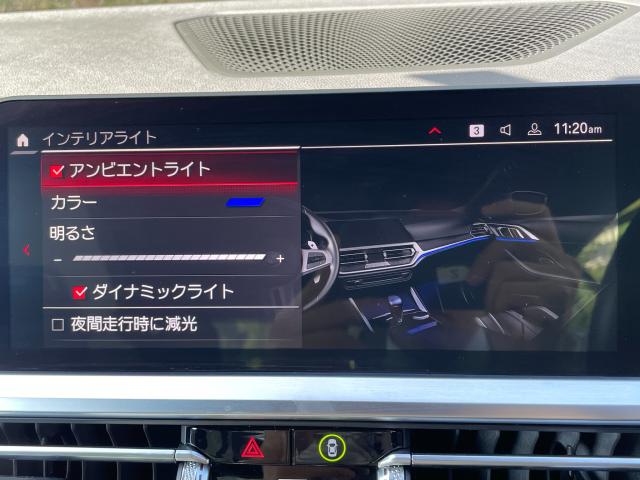 インテリアライト
3 11:20am
アンビエントライト
カラー
明るさ
− +
ダイナミックライト
夜間走行時に減光